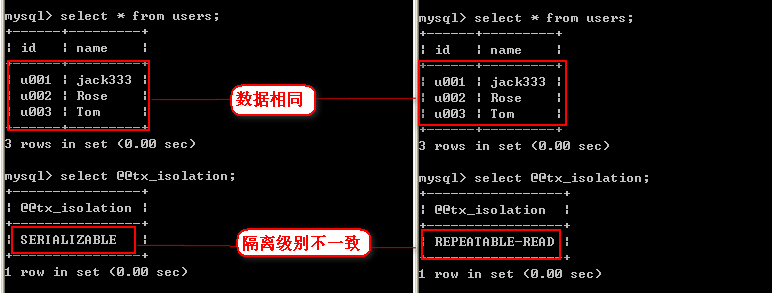 mysql> select * from users;
+------+---------+
| id | name |
+------+---------+
| u001 | jack333 |
| u002 | Rose |
| u003 | Tom |
+------+---------+
3 rows in set (0.00 sec)
mysql> select @@tx_isolation;
+----------------+
| @@tx_isolation |
+----------------+
| SERIALIZABLE |
+----------------+
1 row in set (0.00 sec)
数据相同
隔离级别不一致
mysql> select * from users;
+------+---------+
| id | name |
+------+---------+
| u001 | jack333 |
| u002 | Rose |
| u003 | Tom |
+------+---------+
3 rows in set (0.00 sec)
mysql> select @@tx_isolation;
+-----------------+
| @@tx_isolation |
+-----------------+
| REPEATABLE-READ |
+-----------------+
1 row in set (0.00 sec)